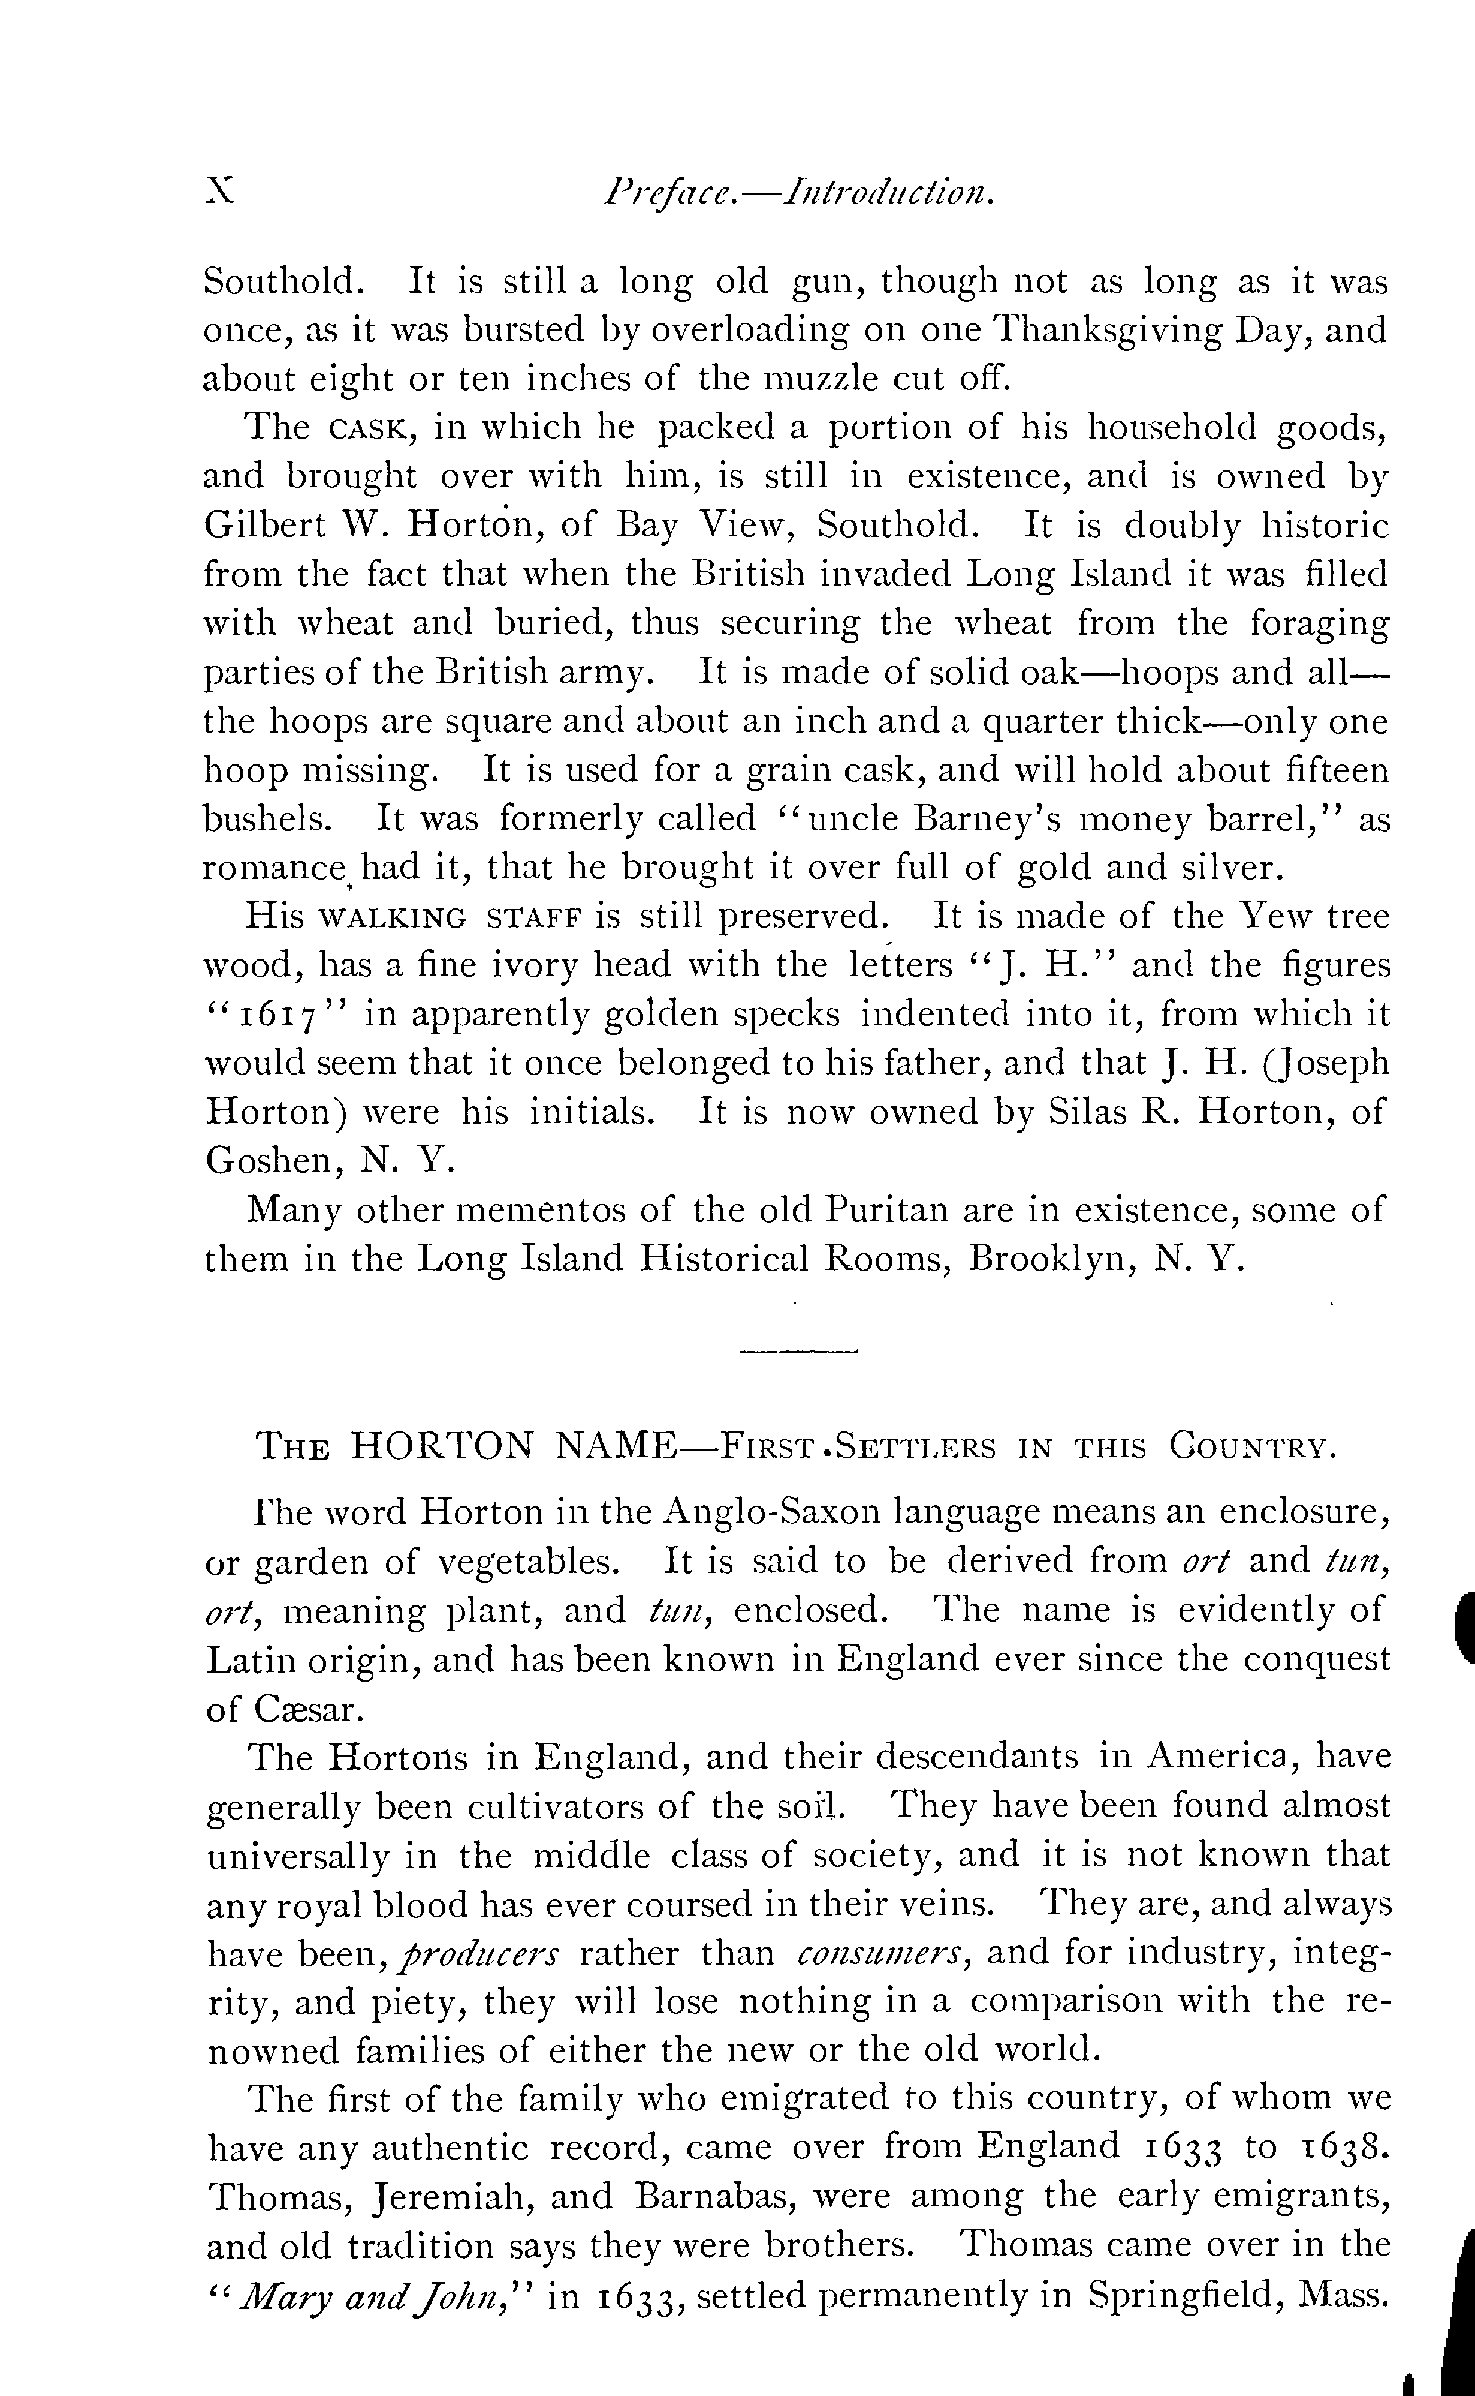 X Preface.—Introduction.
Southold. It is still a long old gun, though not as long as it was
once, as it was bursted by overloading on one Thanksgiving Day, and
about eight or ten inches of the muzzle cut off.
The CASK, in which he packed a portion of his household goods,
and brought over with him, is still in existence, and is owned by
Gilbert W. Horton, of Bay View, Southold. It is doubly historic
from the fact that when the British invaded Long Island it was filled
with wheat and buried, thus securing the wheat from the foraging
parties of the British army. It is made of solid oak—hoops and all—
the hoops are square and about an inch and a quarter thick—only one
hoop missing. It is used for a grain cask, and will hold about fifteen
bushels. It was formerly called "uncle Barney's money barrel," as
romance had it, that he brought it over full of gold and silver.
His WALKING STAFF is still preserved. It is made of the Yew tree
wood, has a fine ivory head with the letters "J. H." and the figures
"1617" in apparently golden specks indented into it, from which it
would seem that it once belonged to his father, and that J. H. (Joseph
Horton) were his initials. It is now owned by Silas R. Horton, of
Goshen, N. Y.
Many other mementos of the old Puritan are in existence, some of
them in the Long Island Historical Rooms, Brooklyn, N. Y.
THE HORTON NAME—FIRST SETTLERS IN THIS COUNTRY.
The word Horton in the Anglo-Saxon language means an enclosure,
or garden of vegetables. It is said to be derived from ort and tun,
ort, meaning plant, and tun, enclosed. The name is evidently of
Latin origin, and has been known in England ever since the conquest
of Cæsar.
The Hortons in England, and their descendants in America, have
generally been cultivators of the soil. They have been found almost
universally in the middle class of society, and it is not known that
any royal blood has ever coursed in their veins. They are, and always
have been, producers rather than consumers, and for industry, integ-
rity, and piety, they will lose nothing in a comparison with the re-
nowned families of either the new or the old world.
The first of the family who emigrated to this country, of whom we
have any authentic record, came over from England 1633 to 1638.
Thomas, Jeremiah, and Barnabas, were among the early emigrants,
and old tradition says they were brothers. Thomas came over in the
"Mary and John," in 1633, settled permanently in Springfield, Mass.